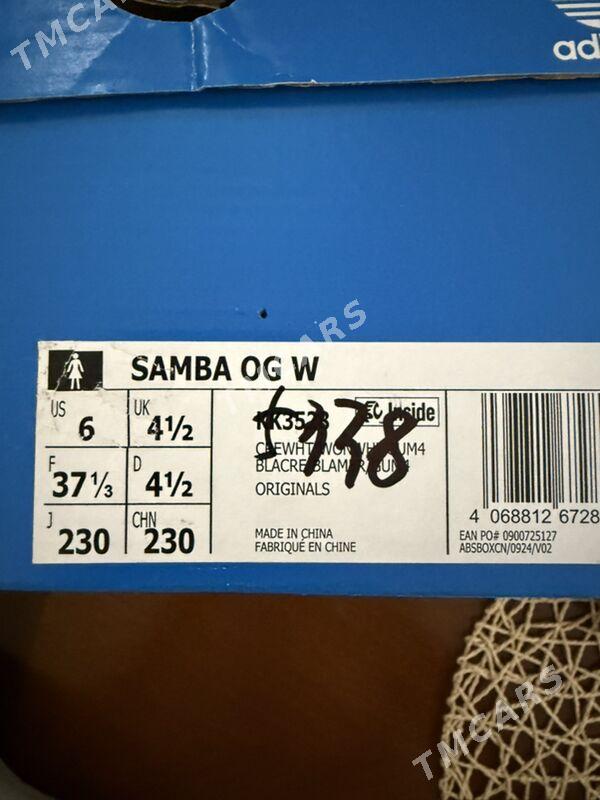 TMCARS
adi
TMCARS
SAMBA OG W
US
6
UK
4½
F
37⅓
D
4½
J
230
CHN
230
Inside
5338
ORIGINALS
MADE IN CHINA
FABRIQUÉ EN CHINE
4 068812 6728
EAN PO# 0900725127
ABSBOXCN/0924/V02
TMCARS